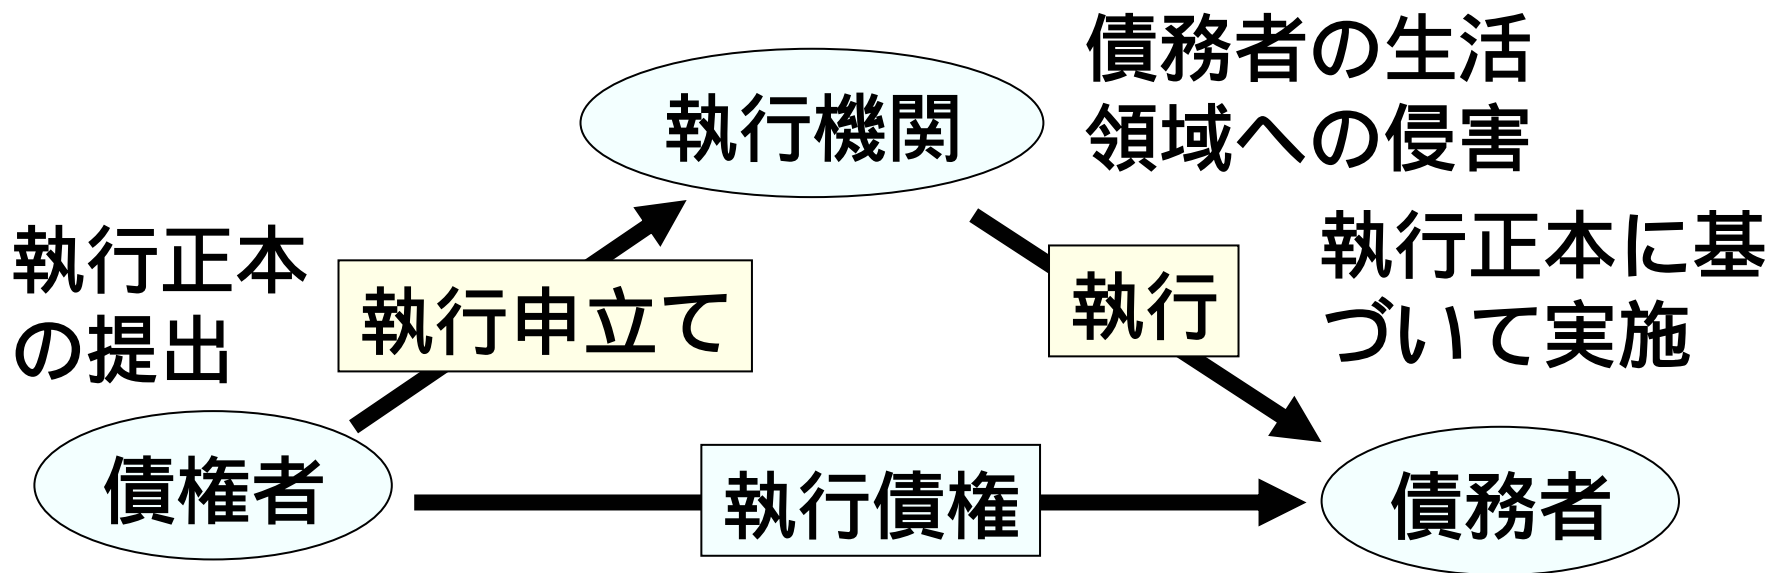 債務者の生活
領域への侵害
執行機関
執行正本
の提出
執行申立て
執行
執行正本に基
づいて実施
債権者
執行債権
債務者